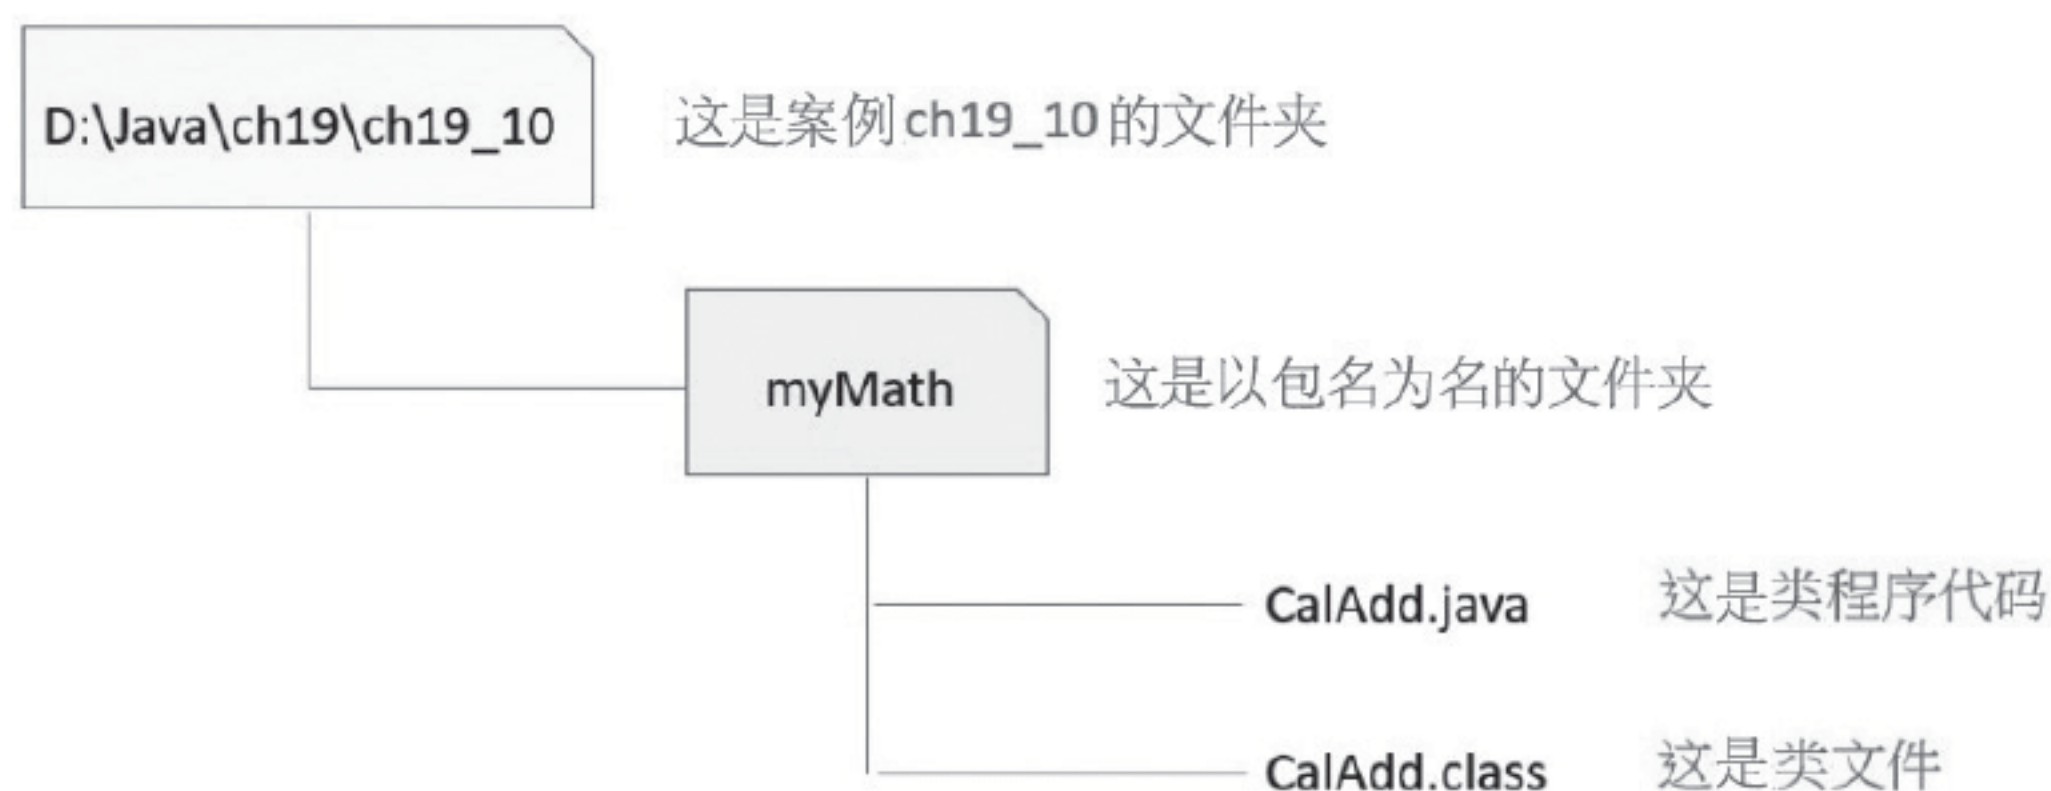 D:\Java\ch19\ch19_10 这是案例ch19_10的文件夹
myMath 这是以包名为名的文件夹
CalAdd.java 这是类程序代码
CalAdd.class 这是类文件